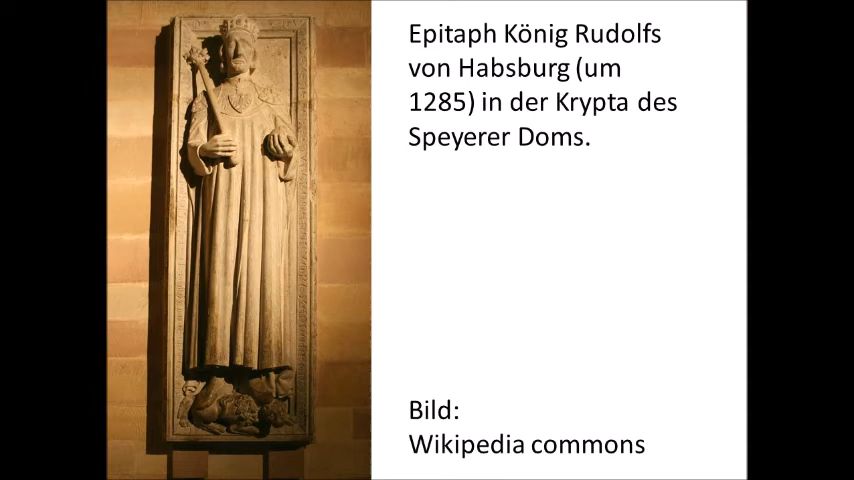 Epitaph König Rudolfs
von Habsburg (um
1285) in der Krypta des
Speyerer Doms.
Bild:
Wikipedia commons